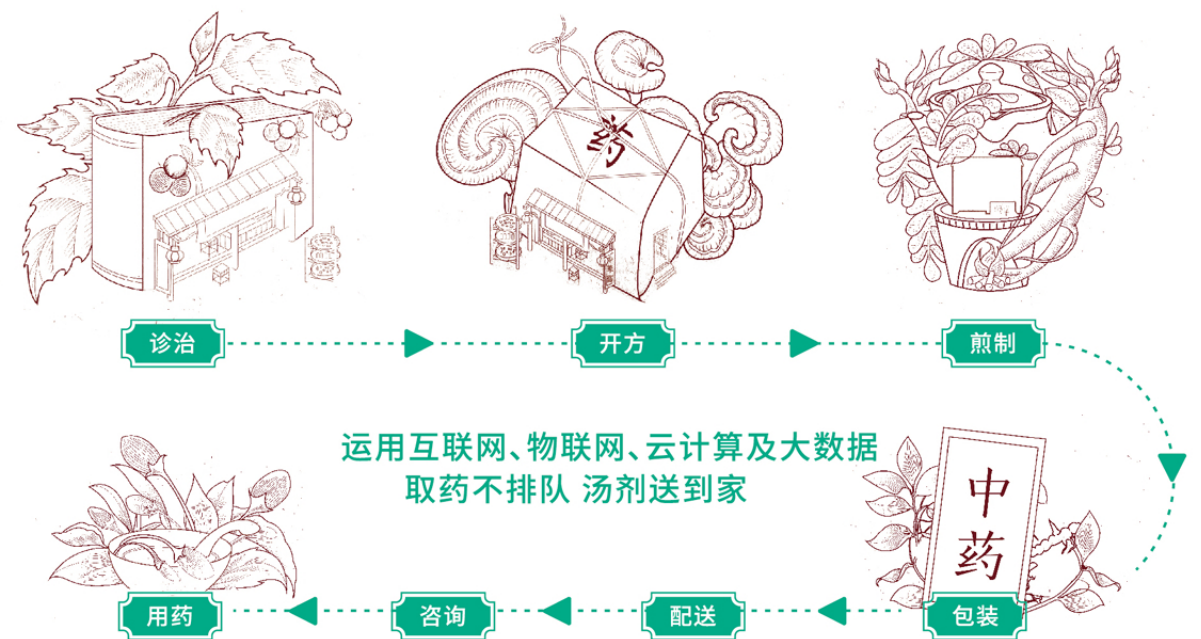 药
诊治
开方
煎制
运用互联网、物联网、云计算及大数据
取药不排队 汤剂送到家
中药
用药
咨询
配送
包装